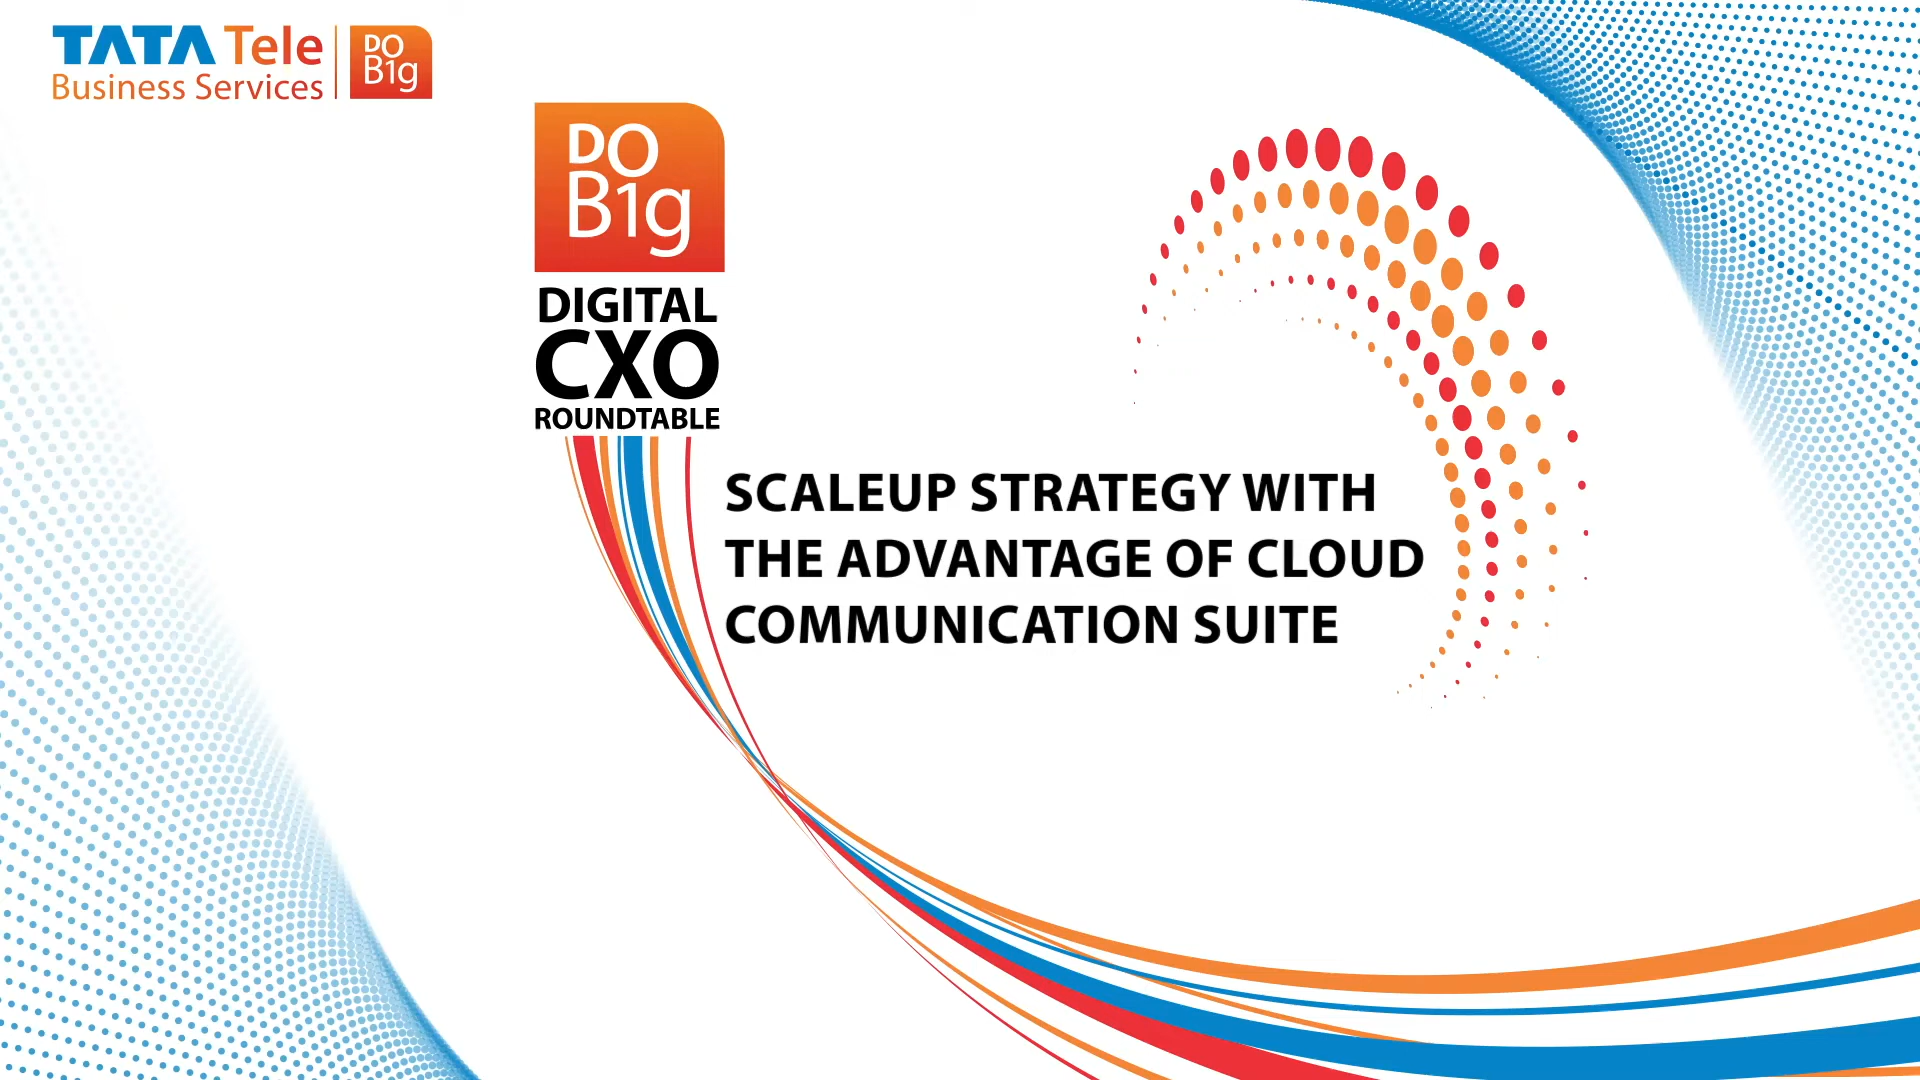 TATA Tele
Business Services
DO
B1g
DO
B1g
DIGITAL
CXO
ROUNDTABLE
SCALEUP STRATEGY WITH
THE ADVANTAGE OF CLOUD
COMMUNICATION SUITE